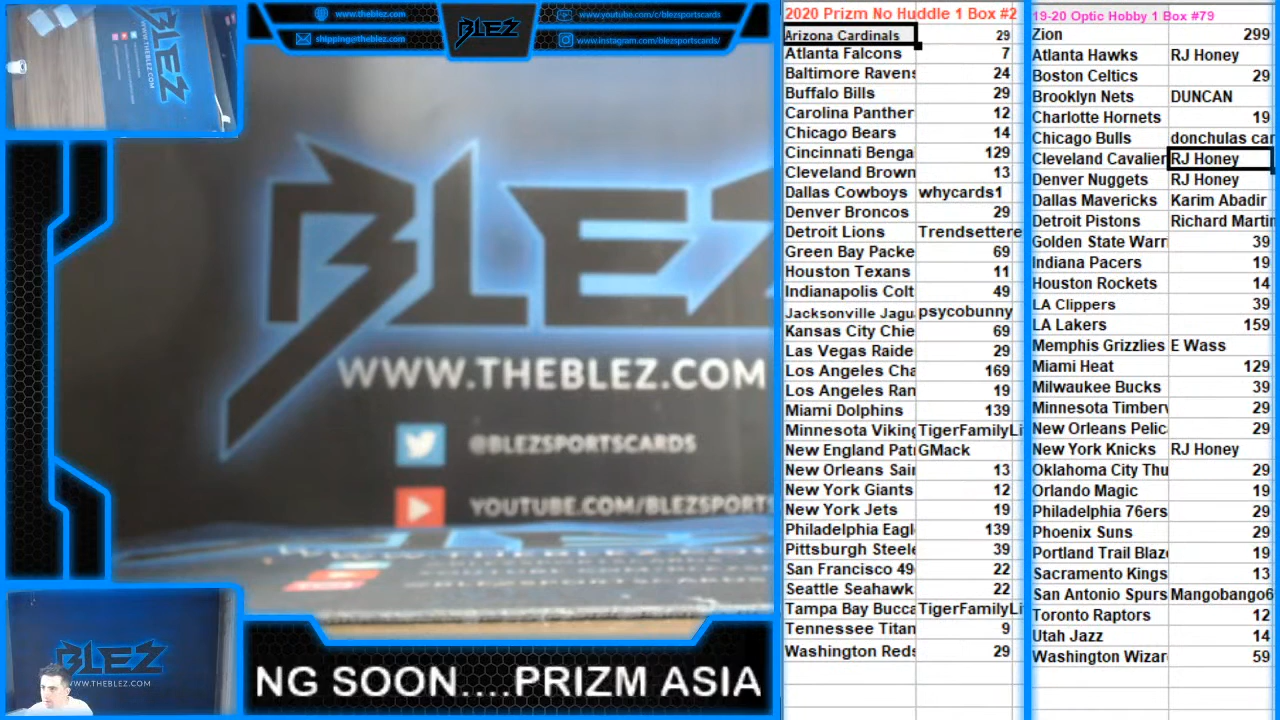 www.theblez.com
shipping@theblez.com
BLEZ
www.youtube.com/c/blezsportscards/
www.instagram.com/blezsportscards/
BLEZ
WWW.THEBLEZ.COM
@BLEZSPORTSCARDS
YOUTUBE.COM/BLEZSPORTS
BLEZ
WWW.THEBLEZ.COM
NG SOON....PRIZM ASIA
2020 Prizm No Huddle 1 Box #2
Arizona Cardinals 29
Atlanta Falcons 7
Baltimore Ravens 24
Buffalo Bills 29
Carolina Panther 12
Chicago Bears 14
Cincinnati Benga 129
Cleveland Brown 13
Dallas Cowboys whycards1
Denver Broncos 29
Detroit Lions Trendsettere
Green Bay Packe 69
Houston Texans 11
Indianapolis Colt 49
Jacksonville Jagu psycobunny
Kansas City Chie 69
Las Vegas Raide 29
Los Angeles Cha 169
Los Angeles Ran 19
Miami Dolphins 139
Minnesota Viking TigerFamilyLi
New England Pat GMack
New Orleans Sai 13
New York Giants 12
New York Jets 19
Philadelphia Eagl 139
Pittsburgh Steele 39
San Francisco 49 22
Seattle Seahawk 22
Tampa Bay Bucca TigerFamilyLi
Tennessee Titan 9
Washington Reds 29
19-20 Optic Hobby 1 Box #79
Zion 299
Atlanta Hawks RJ Honey
Boston Celtics 29
Brooklyn Nets DUNCAN
Charlotte Hornets 19
Chicago Bulls donchulas car
Cleveland Cavalier RJ Honey
Denver Nuggets RJ Honey
Dallas Mavericks Karim Abadir
Detroit Pistons Richard Martin
Golden State Warri 39
Indiana Pacers 19
Houston Rockets 14
LA Clippers 39
LA Lakers 159
Memphis Grizzlies E Wass
Miami Heat 129
Milwaukee Bucks 39
Minnesota Timberv 29
New Orleans Pelic 29
New York Knicks RJ Honey
Oklahoma City Thu 29
Orlando Magic 19
Philadelphia 76ers 29
Phoenix Suns 29
Portland Trail Blaz 19
Sacramento Kings 13
San Antonio Spurs Mangobango6
Toronto Raptors 12
Utah Jazz 14
Washington Wizar 59